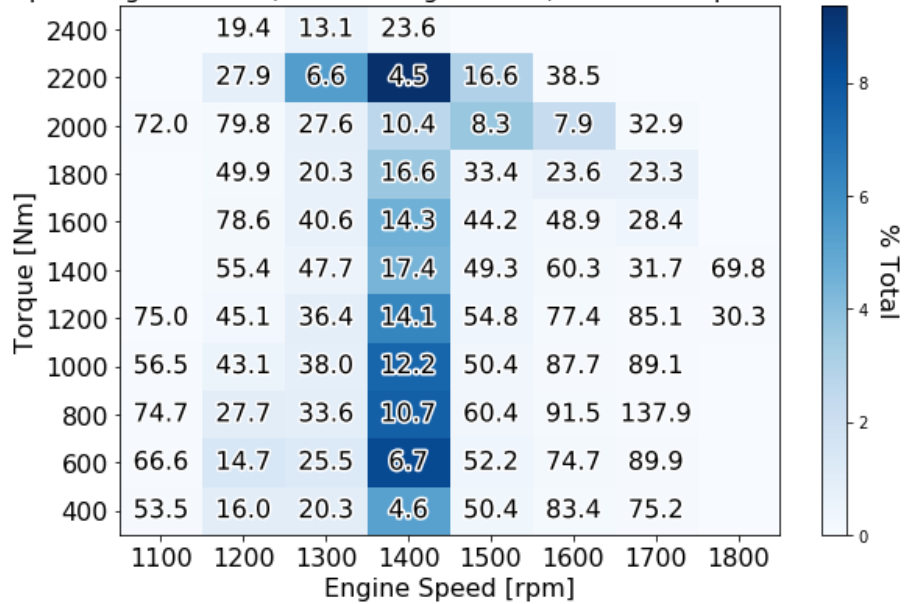 2400 19.4 13.1 23.6
2200 27.9 6.6 4.5 16.6 38.5
2000 72.0 79.8 27.6 10.4 8.3 7.9 32.9
1800 49.9 20.3 16.6 33.4 23.6 23.3
1600 78.6 40.6 14.3 44.2 48.9 28.4
1400 55.4 47.7 17.4 49.3 60.3 31.7 69.8
1200 75.0 45.1 36.4 14.1 54.8 77.4 85.1 30.3
1000 56.5 43.1 38.0 12.2 50.4 87.7 89.1
800 74.7 27.7 33.6 10.7 60.4 91.5 137.9
600 66.6 14.7 25.5 6.7 52.2 74.7 89.9
400 53.5 16.0 20.3 4.6 50.4 83.4 75.2
1100 1200 1300 1400 1500 1600 1700 1800
Engine Speed [rpm]
Torque [Nm]
8
6
4
2
0
% Total